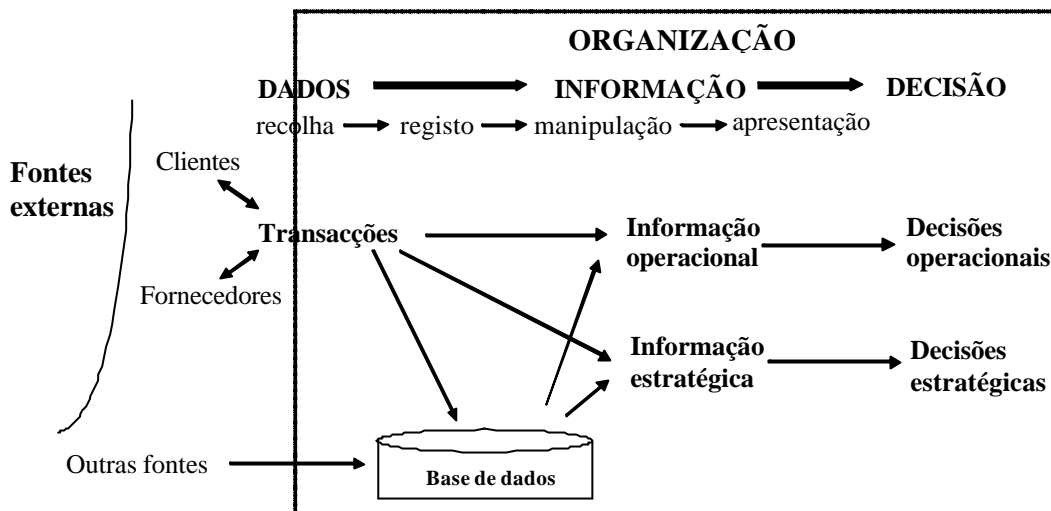 ORGANIZAÇÃO
DADOS INFORMAÇÃO DECISÃO
recolha registo manipulação apresentação
Clientes
Fontes
externas
Transacções
Informação
operacional
Decisões
operacionais
Fornecedores
Informação
estratégica
Decisões
estratégicas
Outras fontes
Base de dados